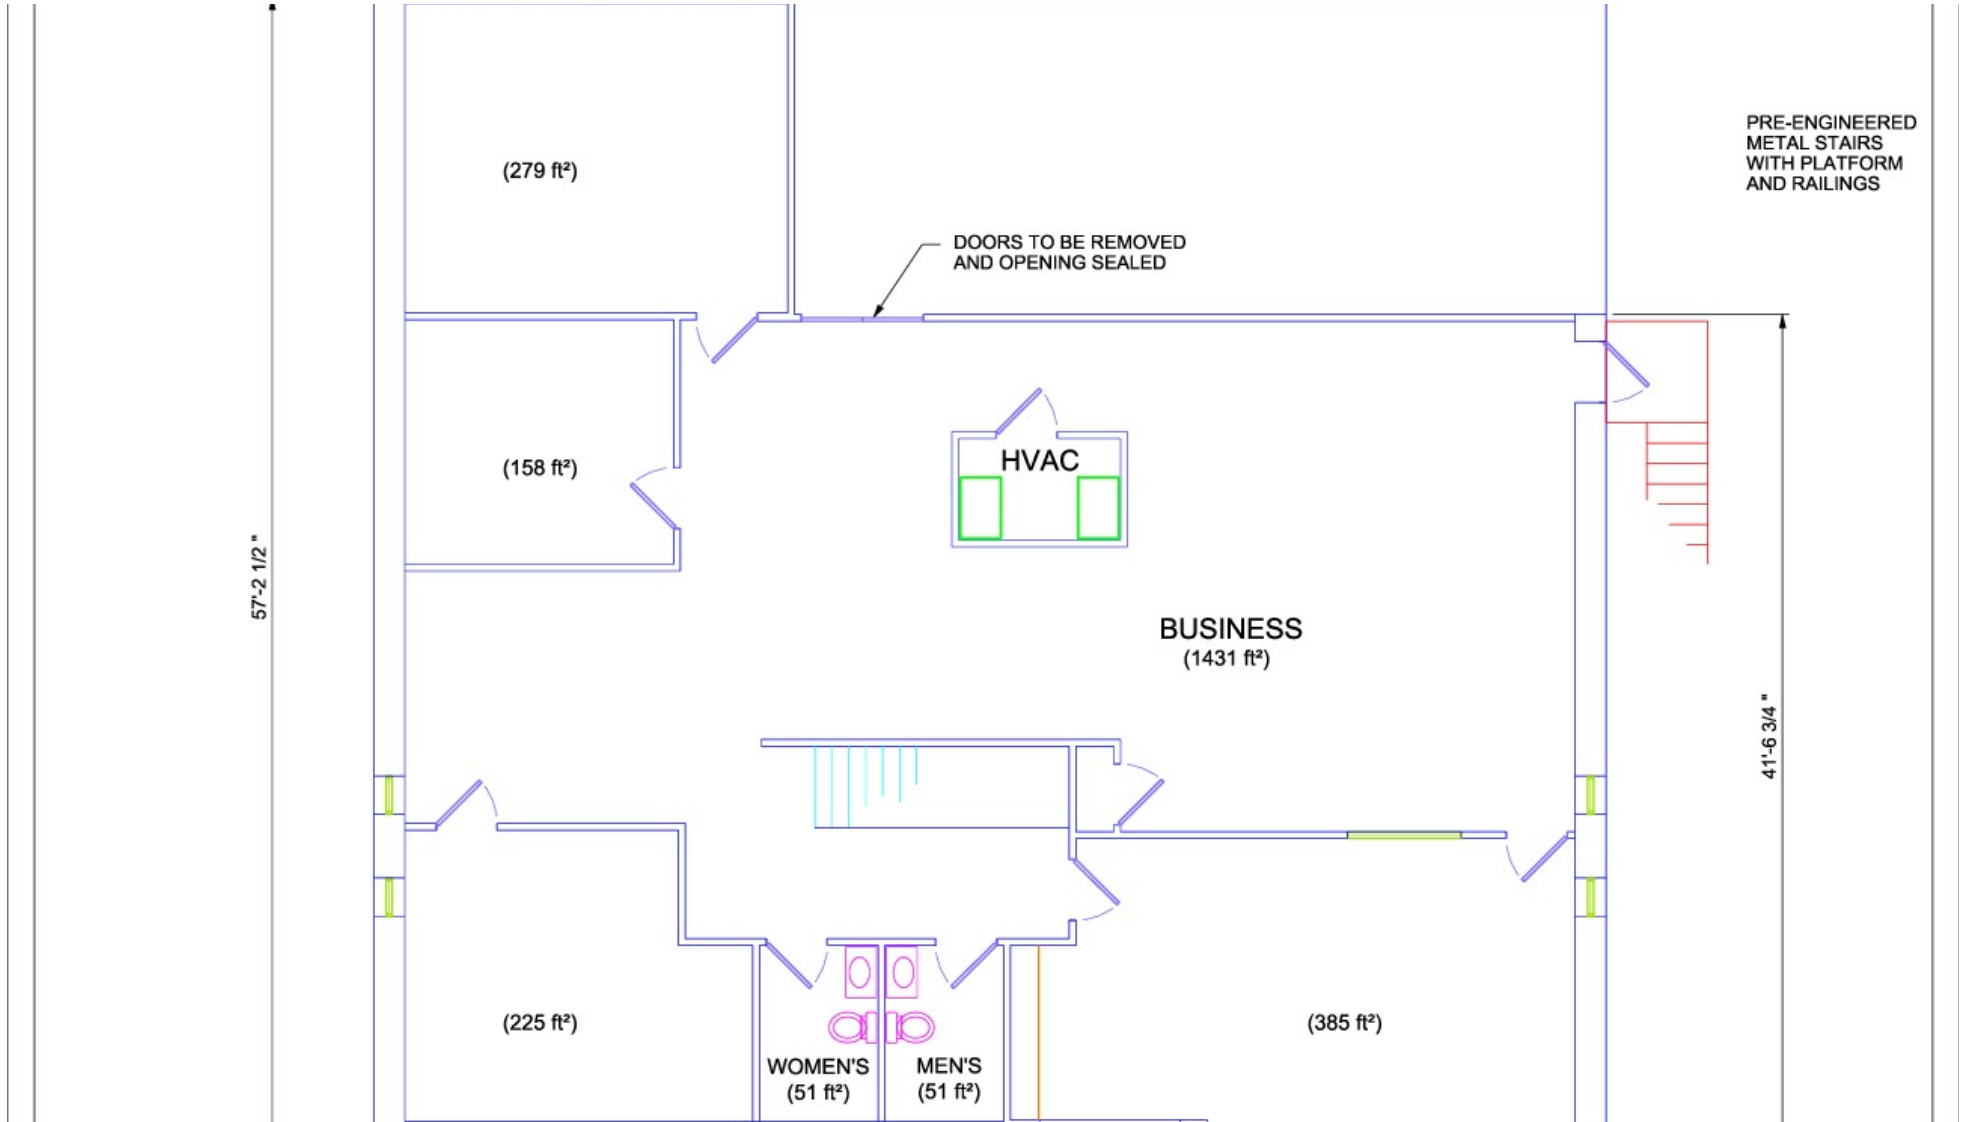 PRE-ENGINEERED
METAL STAIRS
WITH PLATFORM
AND RAILINGS
(279 ft²)
DOORS TO BE REMOVED
AND OPENING SEALED
HVAC
(158 ft²)
57'-2 1/2 "
BUSINESS
(1431 ft²)
41'-6 3/4 "
(225 ft²)
(385 ft²)
WOMEN'S
(51 ft²)
MEN'S
(51 ft²)